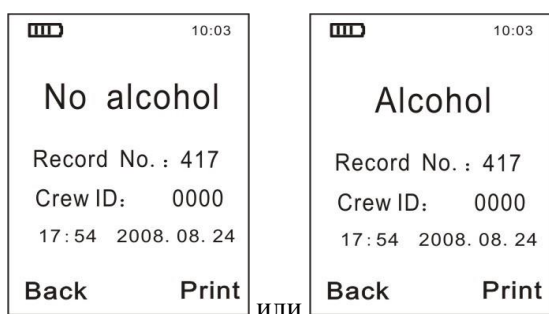 10:03
No alcohol
Record No. : 417
Crew ID: 0000
17:54 2008. 08. 24
Back Print
или
10:03
Alcohol
Record No. : 417
Crew ID: 0000
17:54 2008. 08. 24
Back Print